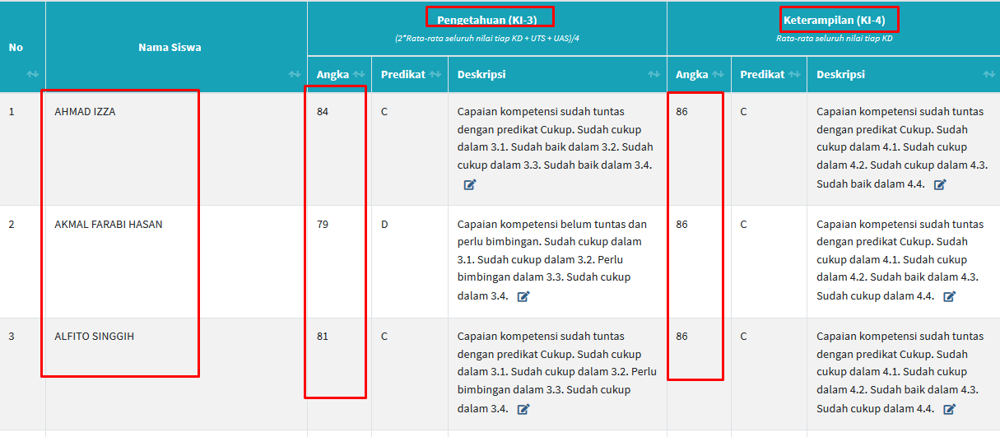 No
Nama Siswa
Pengetahuan (KI-3)
(2*Rata-rata seluruh nilai tiap KD + UTS + UAS)/4
Keterampilan (KI-4)
Rata-rata seluruh nilai tiap KD
Angka
Predikat
Deskripsi
Angka
Predikat
Deskripsi
1
AHMAD IZZA
84
C
Capaian kompetensi sudah tuntas
dengan predikat Cukup. Sudah cukup
dalam 3.1. Sudah baik dalam 3.2. Sudah
cukup dalam 3.3. Sudah baik dalam 3.4.
86
C
Capaian kompetensi sudah tuntas
dengan predikat Cukup. Sudah
cukup dalam 4.1. Sudah cukup
dalam 4.2. Sudah cukup dalam 4.3.
Sudah baik dalam 4.4.
2
AKMAL FARABI HASAN
79
D
Capaian kompetensi belum tuntas dan
perlu bimbingan. Sudah cukup dalam
3.1. Sudah cukup dalam 3.2. Perlu
bimbingan dalam 3.3. Sudah cukup
dalam 3.4.
86
C
Capaian kompetensi sudah tuntas
dengan predikat Cukup. Sudah
cukup dalam 4.1. Sudah cukup
dalam 4.2. Sudah baik dalam 4.3.
Sudah cukup dalam 4.4.
3
ALFITO SINGGIH
81
C
Capaian kompetensi sudah tuntas
dengan predikat Cukup. Sudah cukup
dalam 3.1. Sudah cukup dalam 3.2. Perlu
bimbingan dalam 3.3. Sudah cukup
dalam 3.4.
86
C
Capaian kompetensi sudah tuntas
dengan predikat Cukup. Sudah
cukup dalam 4.1. Sudah cukup
dalam 4.2. Sudah baik dalam 4.3.
Sudah cukup dalam 4.4.